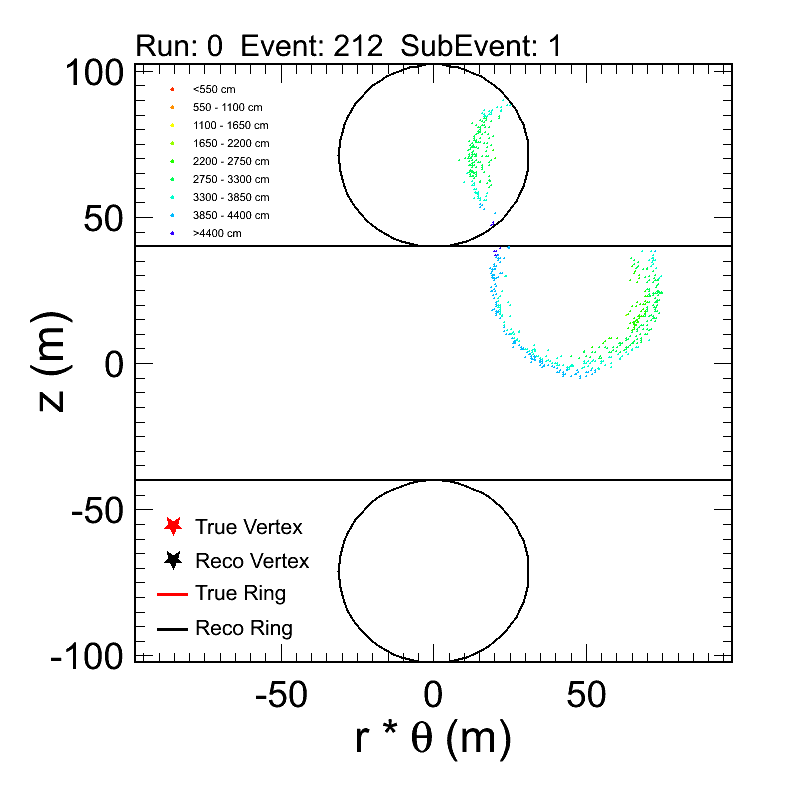 Run: 0 Event: 212 SubEvent: 1
100
<550 cm
550 - 1100 cm
1100 - 1650 cm
1650 - 2200 cm
2200 - 2750 cm
2750 - 3300 cm
3300 - 3850 cm
3850 - 4400 cm
>4400 cm
50
0
z (m)
-50
True Vertex
Reco Vertex
True Ring
Reco Ring
-100
-50 0 50
r * θ (m)